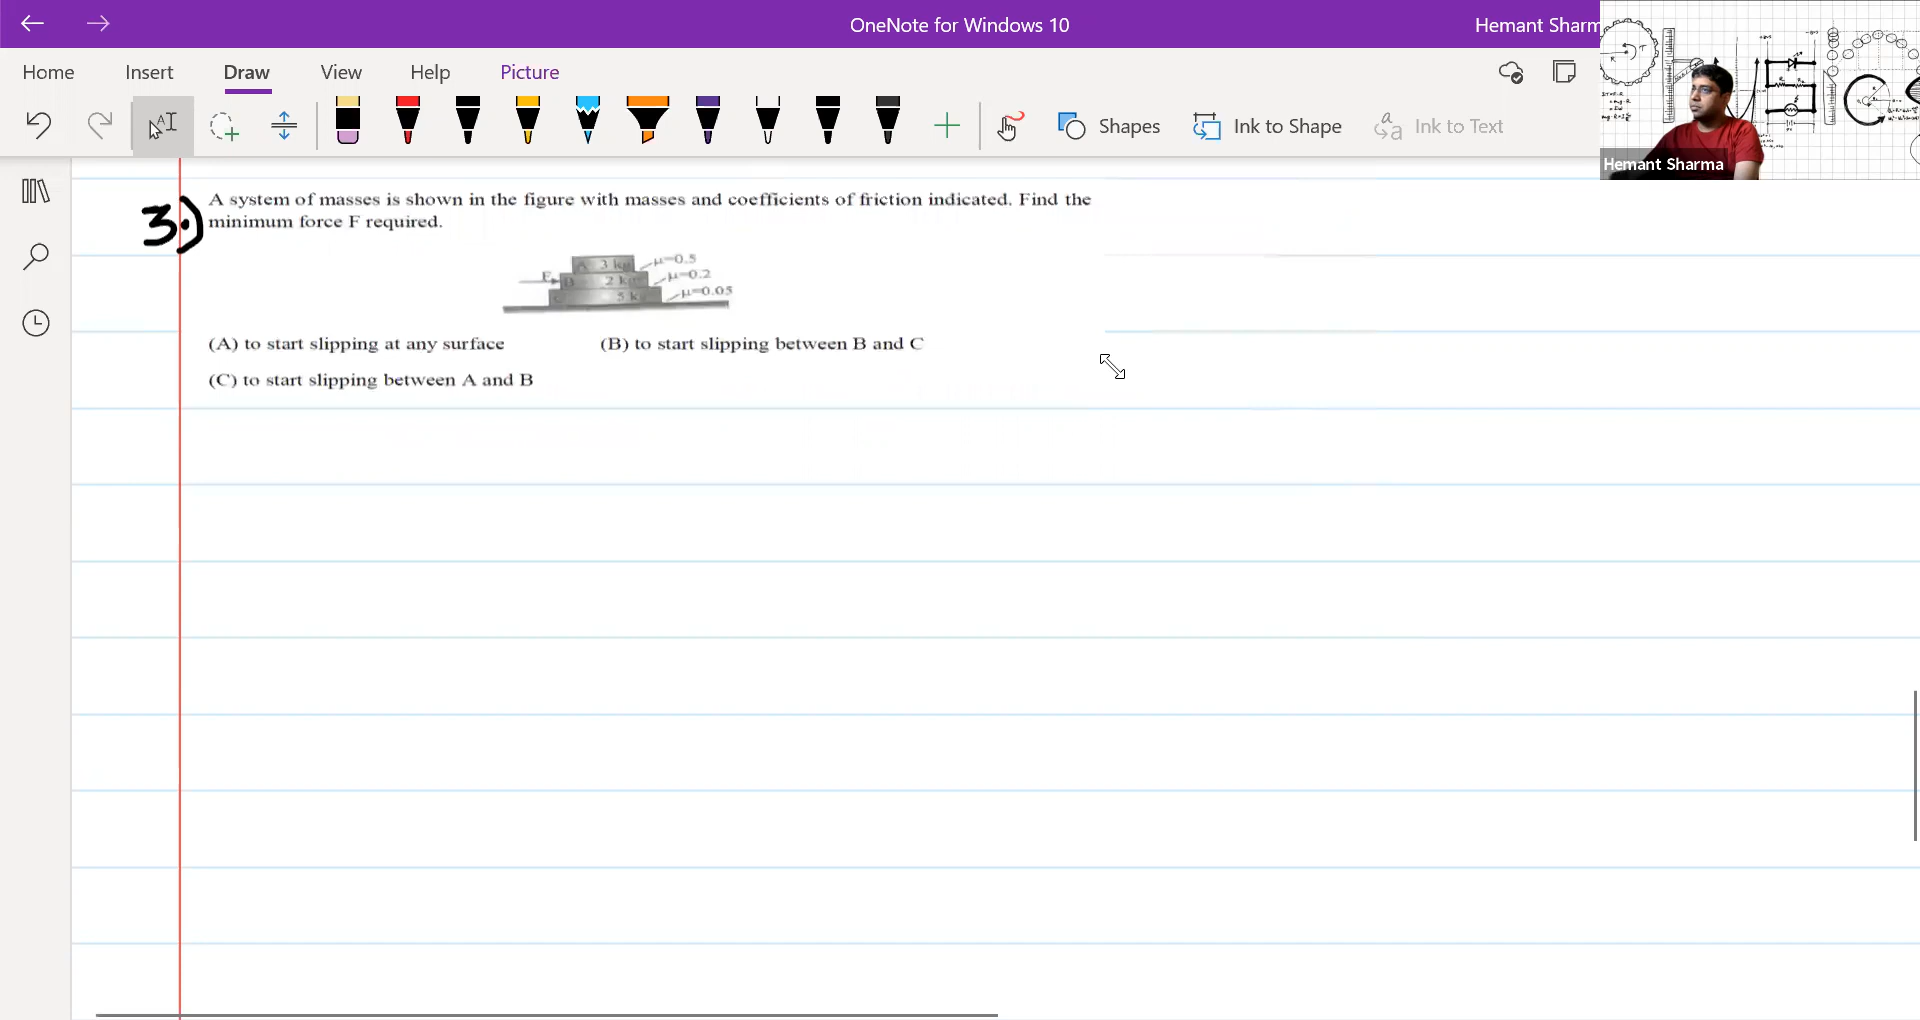 OneNote for Windows 10
Hemant Sharm
Home Insert Draw View Help Picture
Shapes Ink to Shape Ink to Text
Hemant Sharma
3.) A system of masses is shown in the figure with masses and coefficients of friction indicated. Find the
minimum force F required.
A 3 kg μ=0.5
F B 2 kg μ=0.2
C 5 k μ=0.05
(A) to start slipping at any surface (B) to start slipping between B and C
(C) to start slipping between A and B